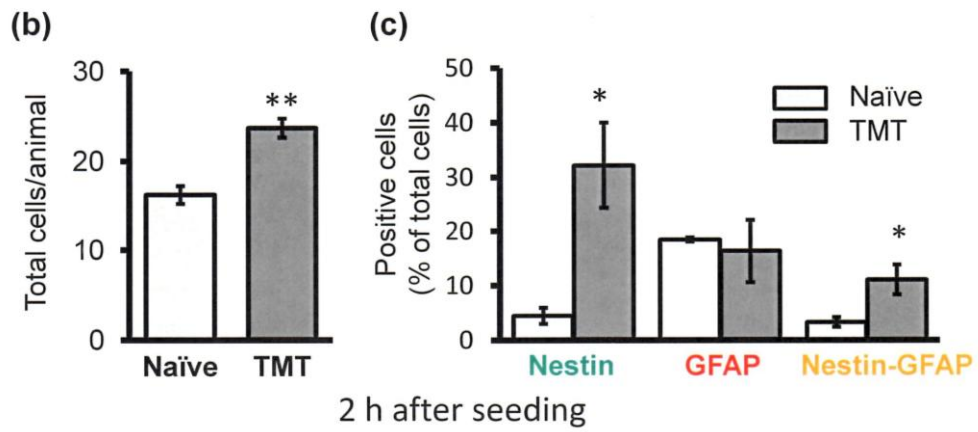 (b)
Total cells/animal
30
20
10
0
**
Naïve
TMT
(c)
Positive cells
(% of total cells)
50
40
30
20
10
0
*
*
Naïve
TMT
Nestin
GFAP
Nestin-GFAP
2 h after seeding